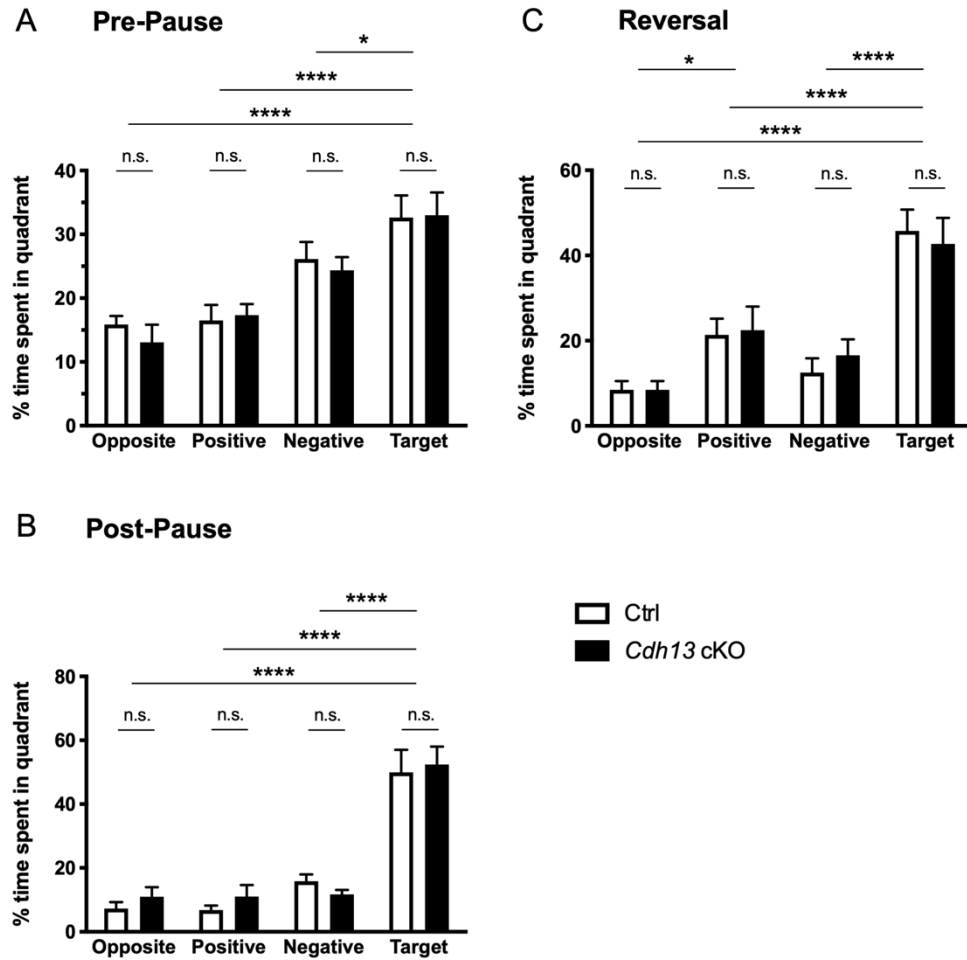 A Pre-Pause
*
****
****
n.s. n.s. n.s. n.s.
% time spent in quadrant
40
30
20
10
0
Opposite Positive Negative Target
C Reversal
* ****
****
****
n.s. n.s. n.s. n.s.
% time spent in quadrant
60
40
20
0
Opposite Positive Negative Target
B Post-Pause
****
****
****
n.s. n.s. n.s. n.s.
% time spent in quadrant
80
60
40
20
0
Opposite Positive Negative Target
Ctrl
Cdh13 cKO